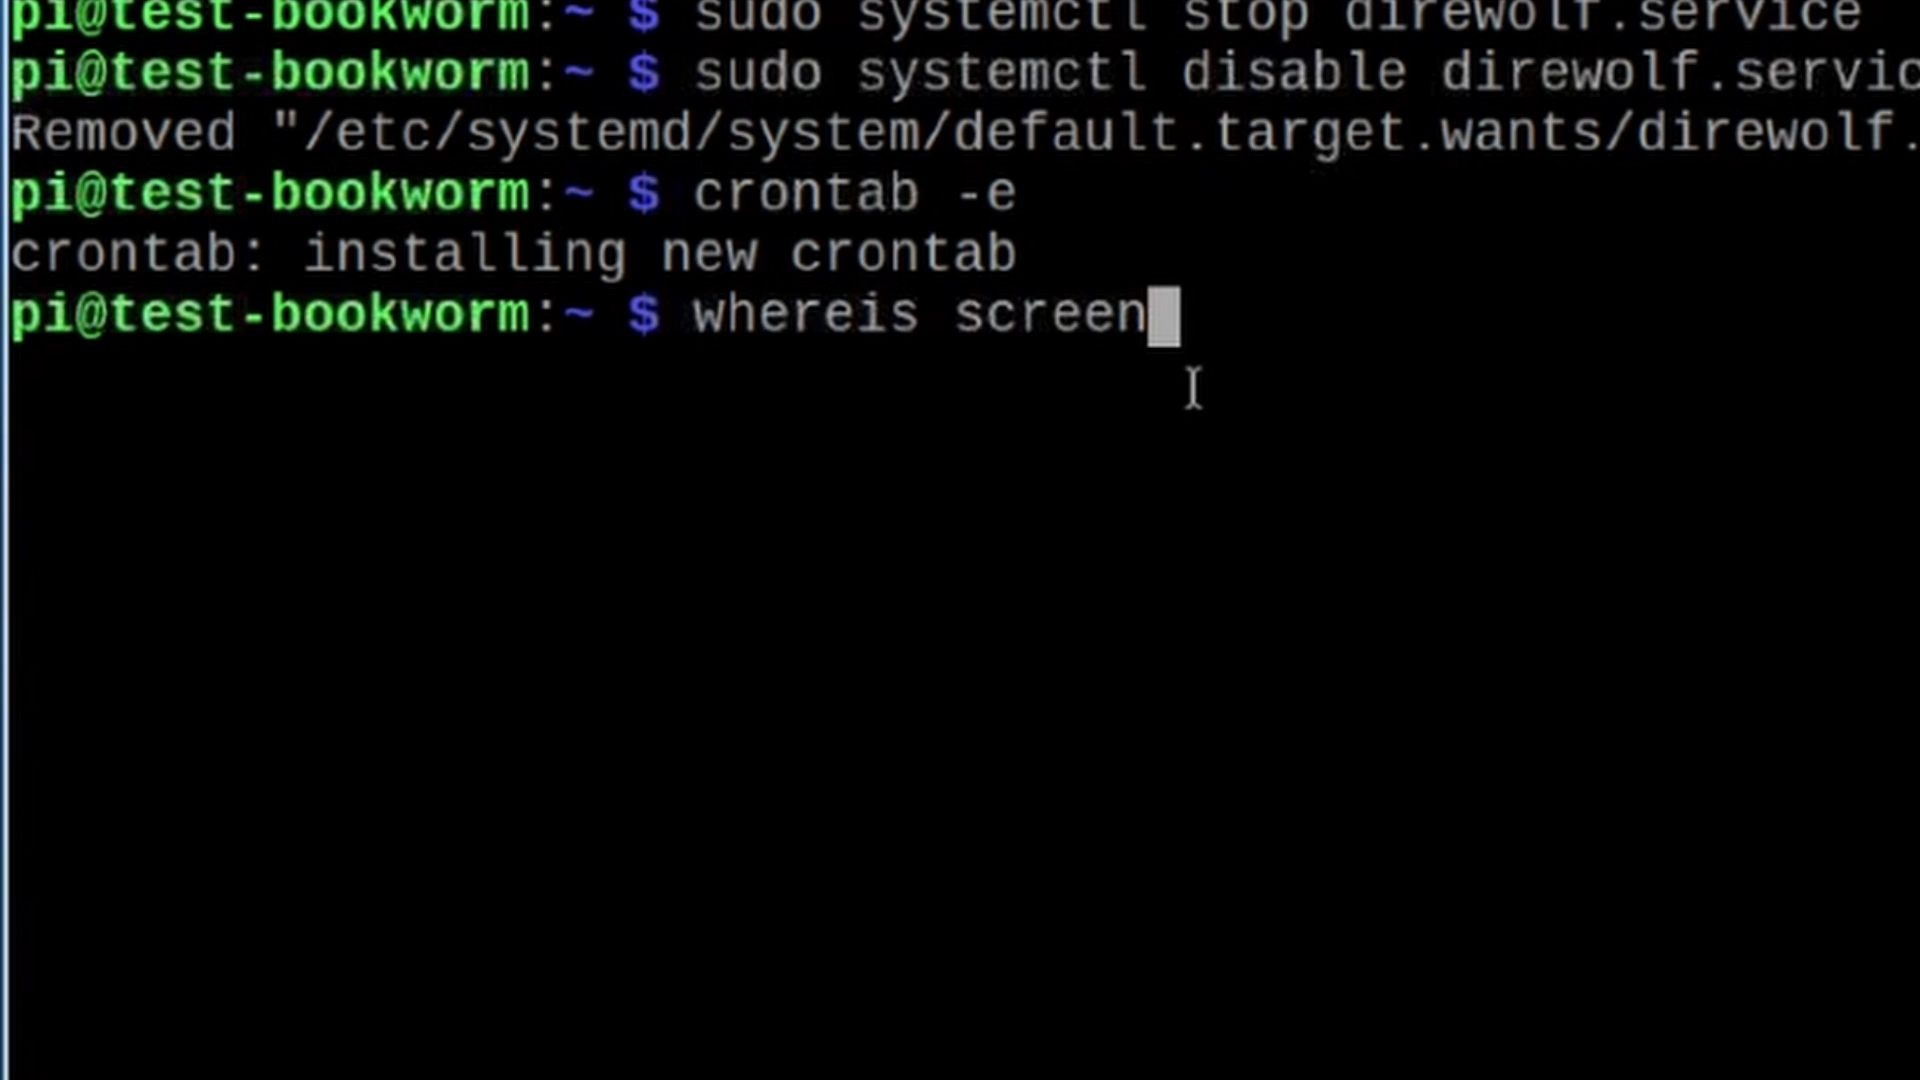 pi@test-bookworm:~ $ sudo systemctl stop direwolf.service
pi@test-bookworm:~ $ sudo systemctl disable direwolf.servic
Removed "/etc/systemd/system/default.target.wants/direwolf.
pi@test-bookworm:~ $ crontab -e
crontab: installing new crontab
pi@test-bookworm:~ $ whereis screen